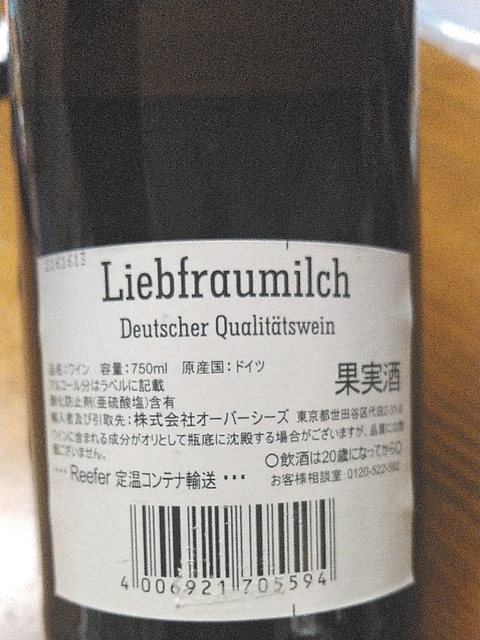 Liebfraumilch
Deutscher Qualitätswein
品名:ワイン 容量:750ml 原産国:ドイツ
アルコール分はラベルに記載
果実酒
酸化防止剤(亜硫酸塩)含有
輸入者及び引取先:株式会社オーバーシーズ 東京都世田谷区代田2-31-8
ワインに含まれる成分がオリとして瓶底に沈殿する場合がございますが、品質には問
題ございません。
○飲酒は20歳になってから○
… Reefer 定温コンテナ輸送 …
お客様相談室:0120-522-582
4 006921 705594